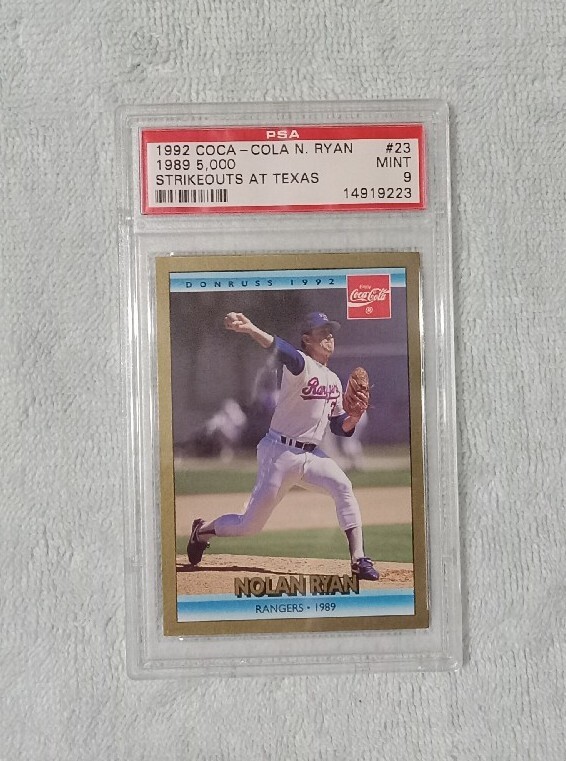 PSA
1992 COCA-COLA N. RYAN #23
1989 5,000 MINT
STRIKEOUTS AT TEXAS 9
14919223
DONRUSS 1992
ENJOY
Coca-Cola
Rangers
NOLAN RYAN
RANGERS • 1989